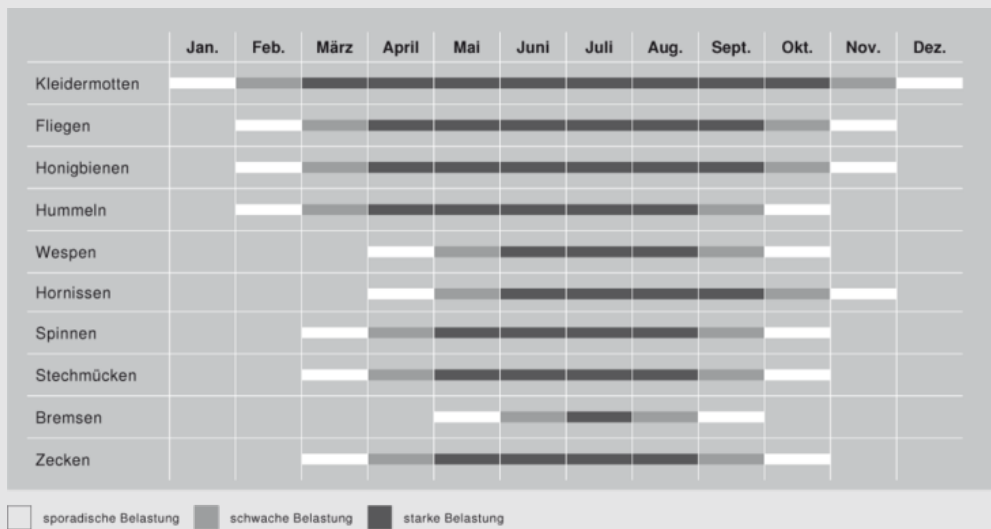 Jan. Feb. März April Mai Juni Juli Aug. Sept. Okt. Nov. Dez.
Kleidermotten
Fliegen
Honigbienen
Hummeln
Wespen
Hornissen
Spinnen
Stechmücken
Bremsen
Zecken
sporadische Belastung schwache Belastung starke Belastung